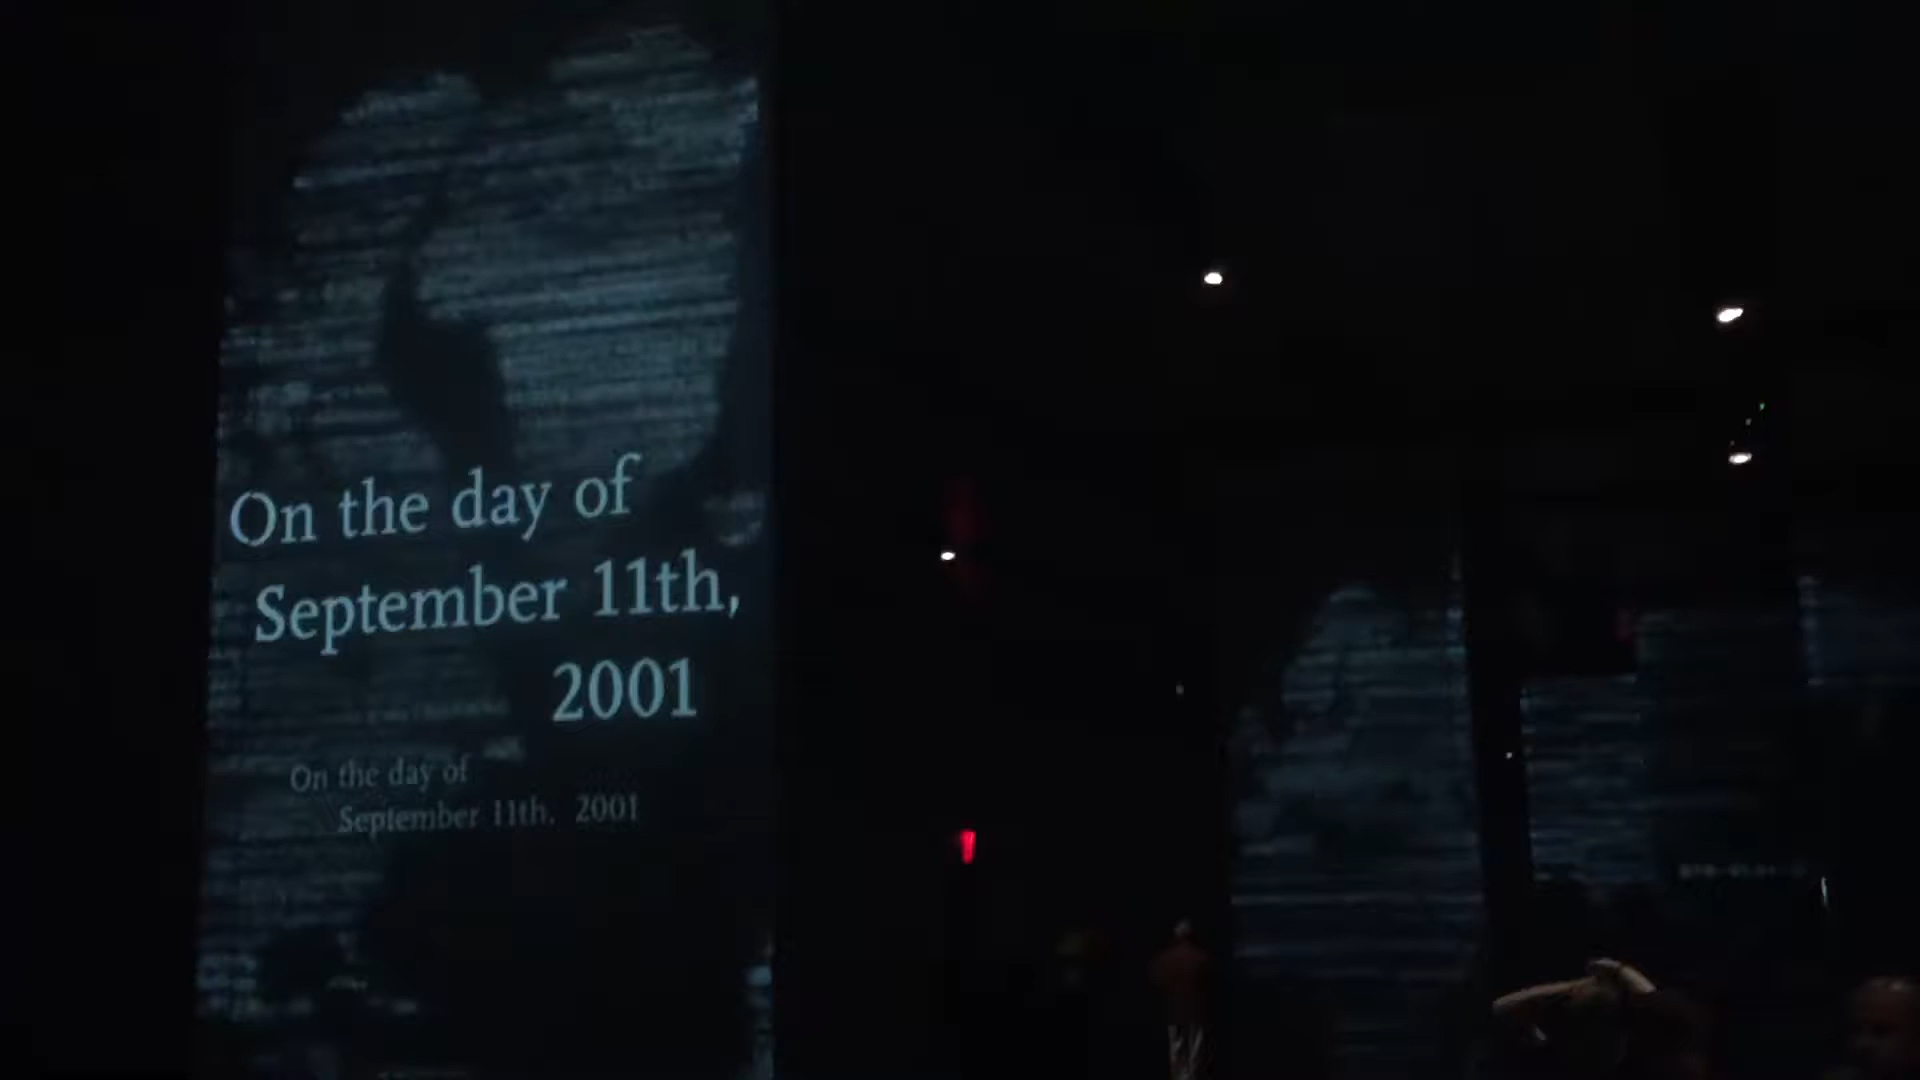 On the day of
September 11th,
2001
On the day of
September 11th, 2001